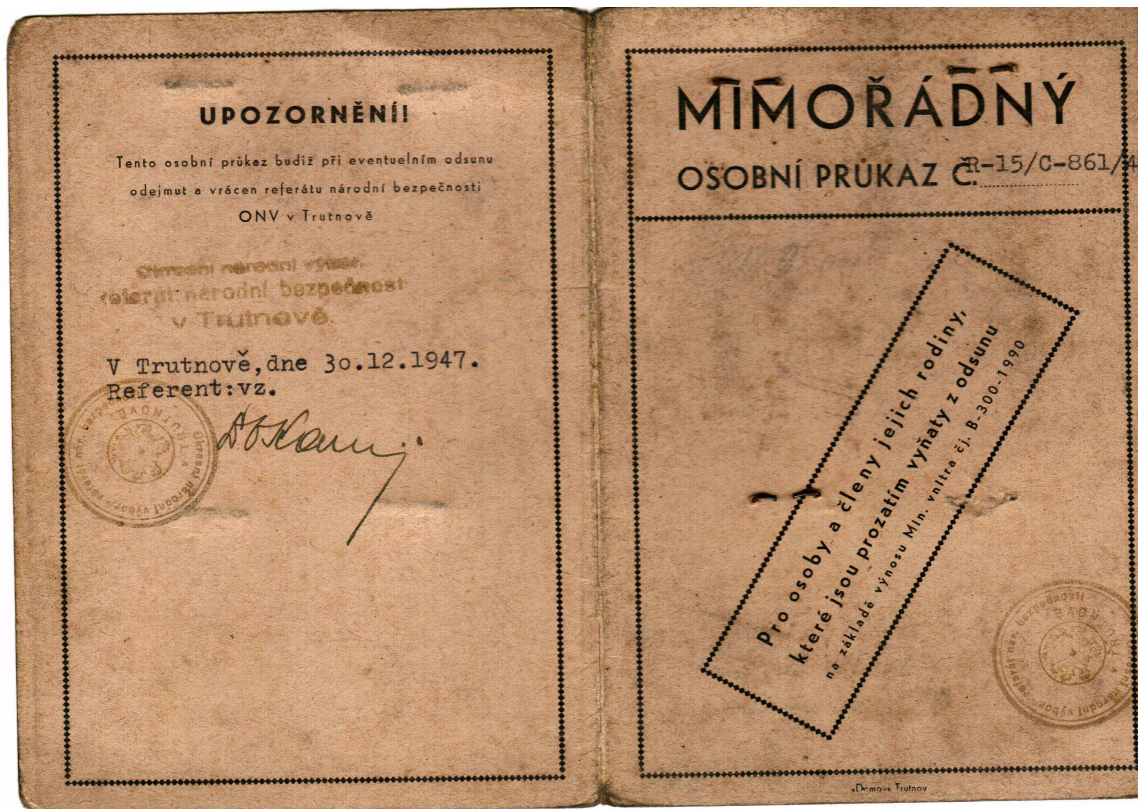 UPOZORNĚNÍ!
Tento osobní průkaz budiž při eventuelním odsunu
odejmut a vrácen referátu národní bezpečnosti
ONV v Trutnově
Okresní národní výbor,
referát národní bezpečnost
v Trutnově.
V Trutnově,dne 30.12.1947.
Referent:vz.
MIMOŘÁDNÝ
OSOBNÍ PRŮKAZ Č. R-15/C-861/4
Pro osoby a členy jejich rodiny,
které jsou prozatím vyňaty z odsunu
na základě výnosu Min. vnitra čj. B-300-1990
»Domov« Trutnov